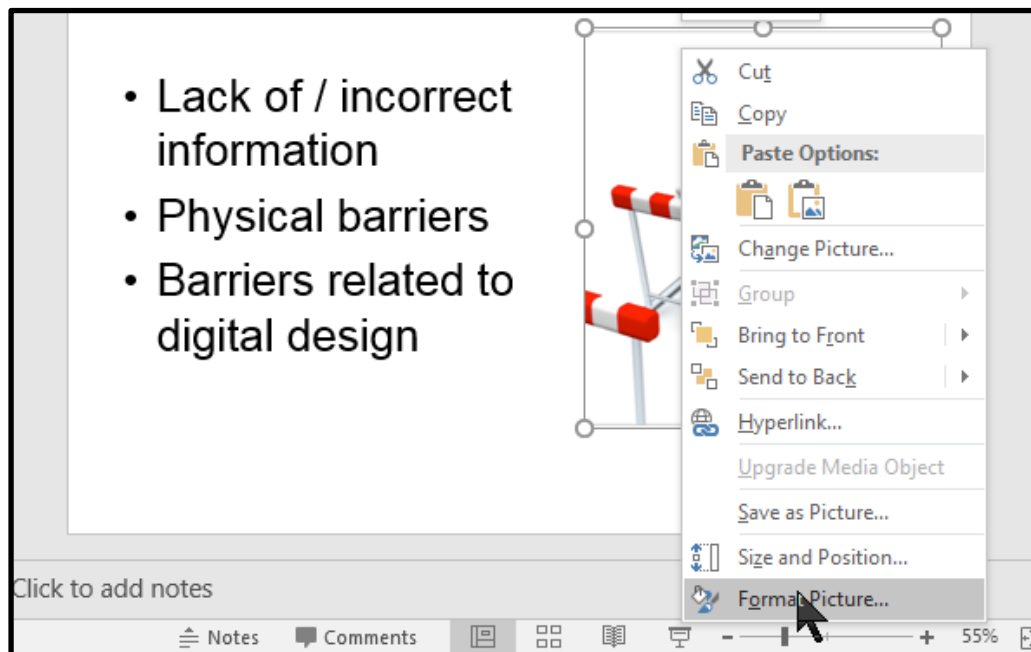 • Lack of / incorrect
information
• Physical barriers
• Barriers related to
digital design
Cut
Copy
Paste Options:
Change Picture...
Group
Bring to Front
Send to Back
Hyperlink...
Upgrade Media Object
Save as Picture...
Size and Position...
Format Picture...
Click to add notes
Notes Comments 55%